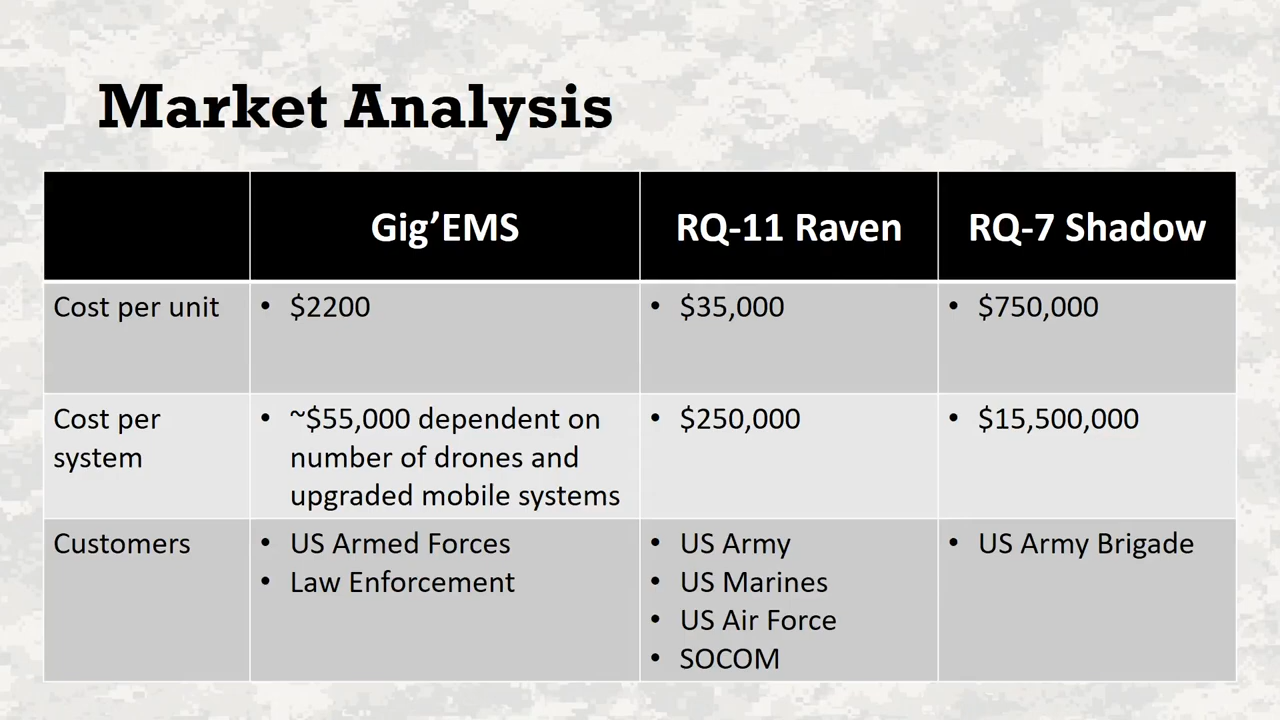 Market Analysis
Gig’EMS RQ-11 Raven RQ-7 Shadow
Cost per unit • $2200 • $35,000 • $750,000
Cost per system • ~$55,000 dependent on number of drones and upgraded mobile systems • $250,000 • $15,500,000
Customers • US Armed Forces • Law Enforcement • US Army • US Marines • US Air Force • SOCOM • US Army Brigade